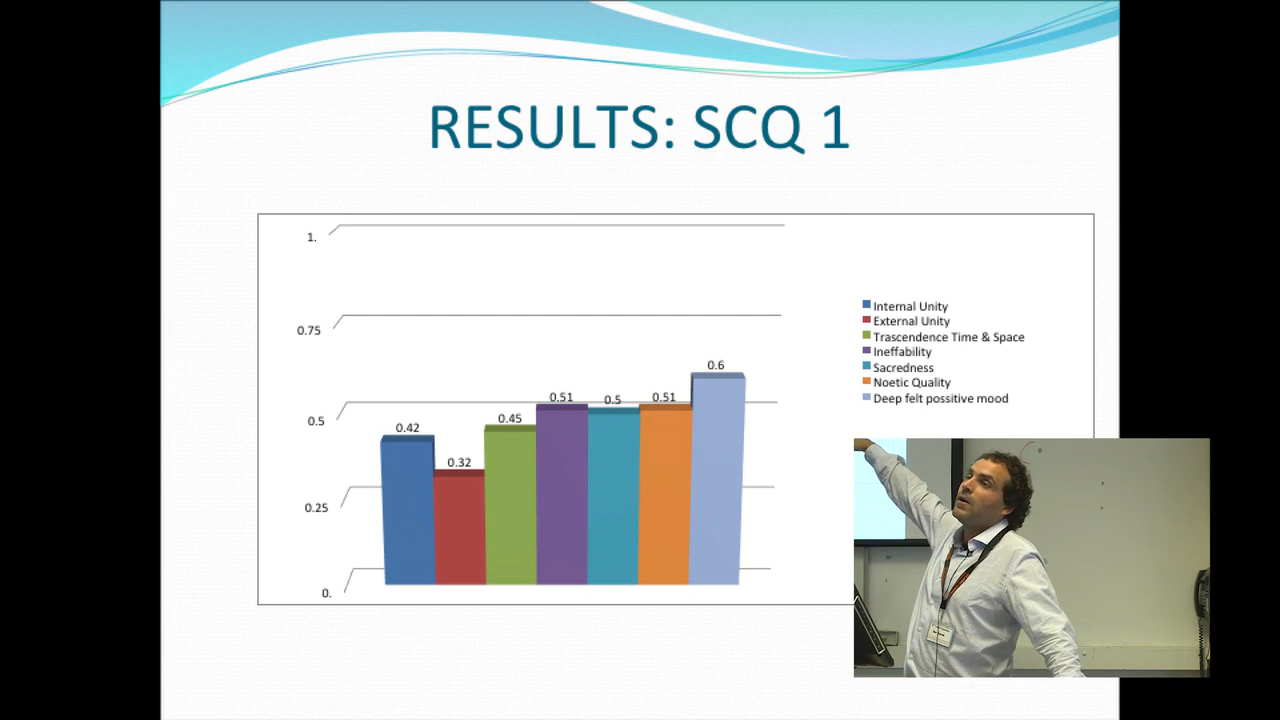 RESULTS: SCQ 1
1.
0.75
0.5
0.25
0.
0.42
0.32
0.45
0.51
0.5
0.51
0.6
Internal Unity
External Unity
Trascendence Time & Space
Ineffability
Sacredness
Noetic Quality
Deep felt possitive mood